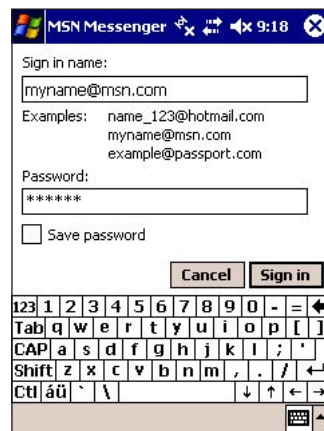 MSN Messenger 9:18
Sign in name:
myname@msn.com
Examples: name_123@hotmail.com
myname@msn.com
example@passport.com
Password:
******
Save password
Cancel Sign in
123 1 2 3 4 5 6 7 8 9 0 - =
Tab q w e r t y u i o p [ ]
CAP a s d f g h j k l ; '
Shift z x c v b n m , . /
Ctl áü ` \